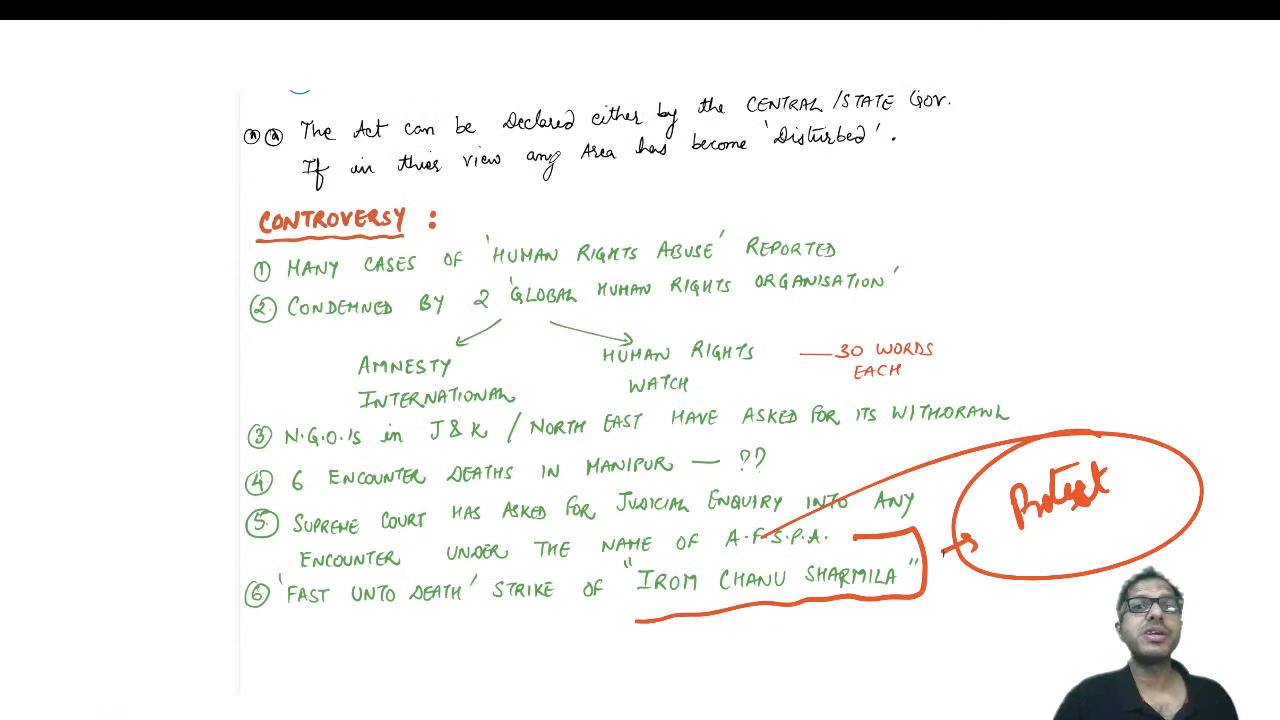 (n) (a) The Act can be Declared either by the CENTRAL / STATE Gov.
If in thier view any Area has become 'Disturbed'.
CONTROVERSY :
(1) MANY CASES OF 'HUMAN RIGHTS ABUSE' REPORTED
(2.) CONDEMNED BY 2 'GLOBAL HUMAN RIGHTS ORGANISATION'
AMNESTY INTERNATIONAL
HUMAN RIGHTS WATCH
— 30 WORDS EACH
(3) N.G.O.'s in J & K / NORTH EAST HAVE ASKED FOR ITS WITHDRAWL
(4.) 6 ENCOUNTER DEATHS IN MANIPUR — ??
(5.) SUPREME COURT HAS ASKED FOR JUDICIAL ENQUIRY INTO ANY
ENCOUNTER UNDER THE NAME OF A.F.S.P.A.
(6) 'FAST UNTO DEATH' STRIKE OF "IROM CHANU SHARMILA"
Protest